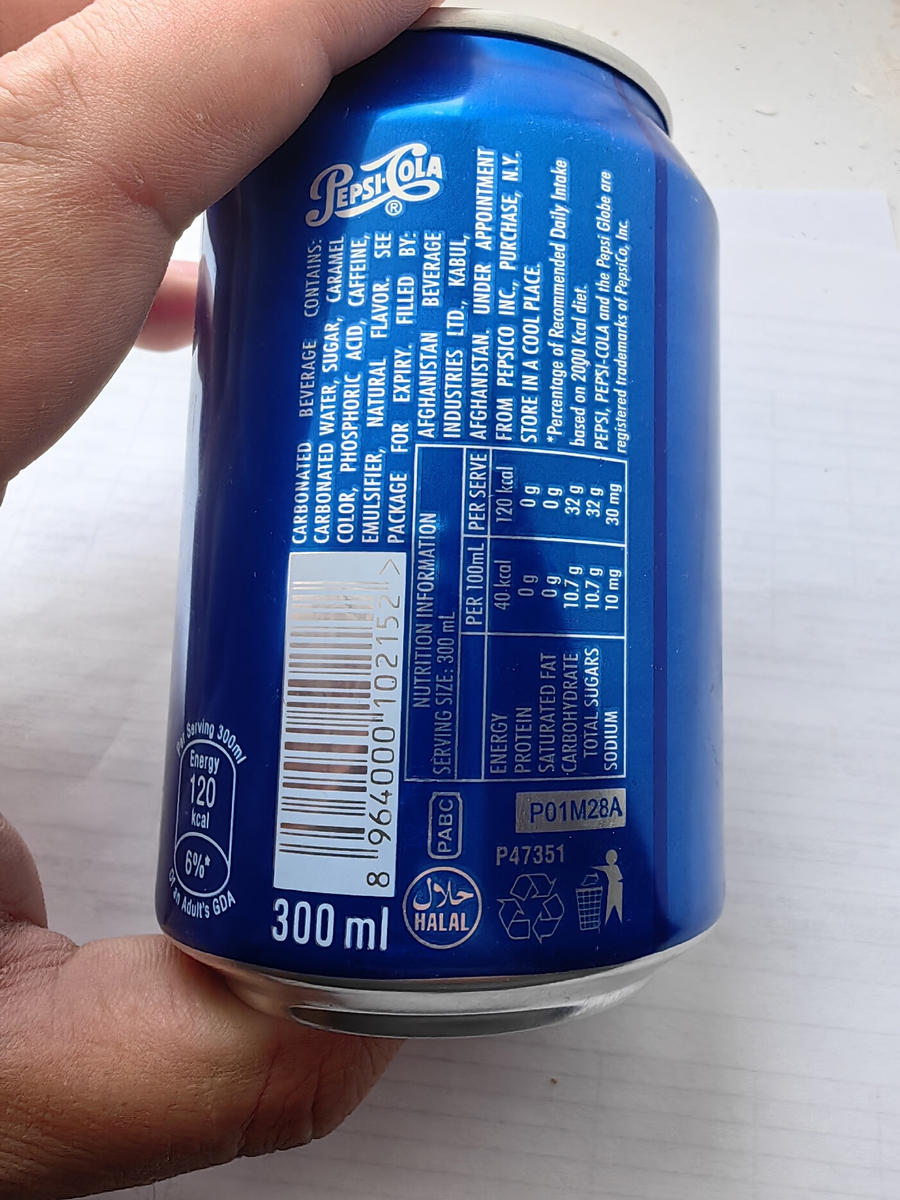 PEPSI-COLA
®
CARBONATED BEVERAGE CONTAINS:
CARBONATED WATER, SUGAR, CARAMEL
COLOR, PHOSPHORIC ACID, CAFFEINE,
EMULSIFIER, NATURAL FLAVOR. SEE
PACKAGE FOR EXPIRY. FILLED BY:
AFGHANISTAN BEVERAGE
INDUSTRIES LTD., KABUL,
AFGHANISTAN. UNDER APPOINTMENT
FROM PEPSICO INC., PURCHASE, N.Y.
STORE IN A COOL PLACE.
*Percentage of Recommended Daily Intake
based on 2000 Kcal diet.
PEPSI, PEPSI-COLA and the Pepsi Globe are
registered trademarks of PepsiCo, Inc.
8 964000 102152 >
NUTRITION INFORMATION
SERVING SIZE: 300 mL
PER 100mL PER SERVE
ENERGY 40 kcal 120 kcal
PROTEIN 0 g 0 g
SATURATED FAT 0 g 0 g
CARBOHYDRATE 10.7 g 32 g
TOTAL SUGARS 10.7 g 32 g
SODIUM 10 mg 30 mg
Per Serving 300ml
Energy
120
kcal
6%*
Of an Adult's GDA
300 ml
PABC
حلال
HALAL
P01M28A
P47351